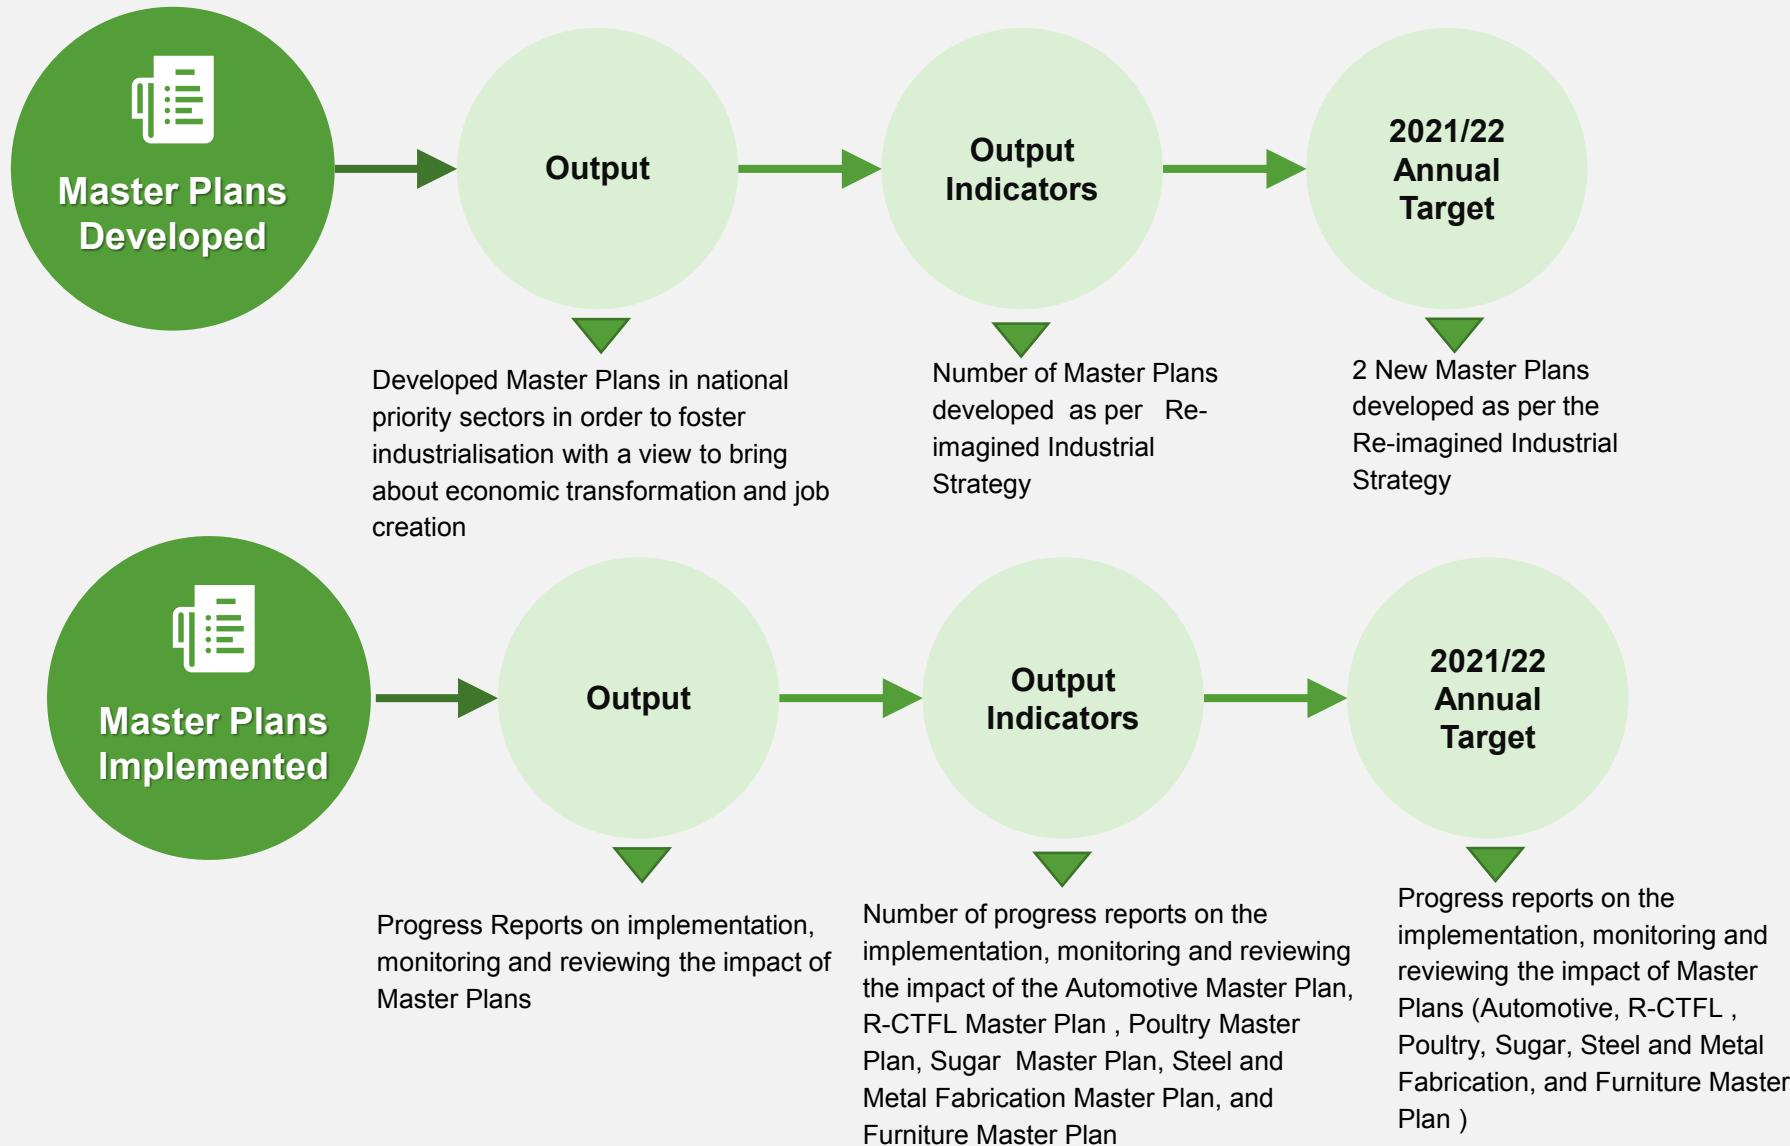 Master Plans
Developed
Output
Output
Indicators
2021/22
Annual
Target
Developed Master Plans in national
priority sectors in order to foster
industrialisation with a view to bring
about economic transformation and job
creation
Number of Master Plans
developed as per Re-
imagined Industrial
Strategy
2 New Master Plans
developed as per the
Re-imagined Industrial
Strategy
Master Plans
Implemented
Output
Output
Indicators
2021/22
Annual
Target
Progress Reports on implementation,
monitoring and reviewing the impact of
Master Plans
Number of progress reports on the
implementation, monitoring and reviewing
the impact of the Automotive Master Plan,
R-CTFL Master Plan , Poultry Master
Plan, Sugar Master Plan, Steel and
Metal Fabrication Master Plan, and
Furniture Master Plan
Progress reports on the
implementation, monitoring and
reviewing the impact of Master
Plans (Automotive, R-CTFL ,
Poultry, Sugar, Steel and Metal
Fabrication, and Furniture Master
Plan )